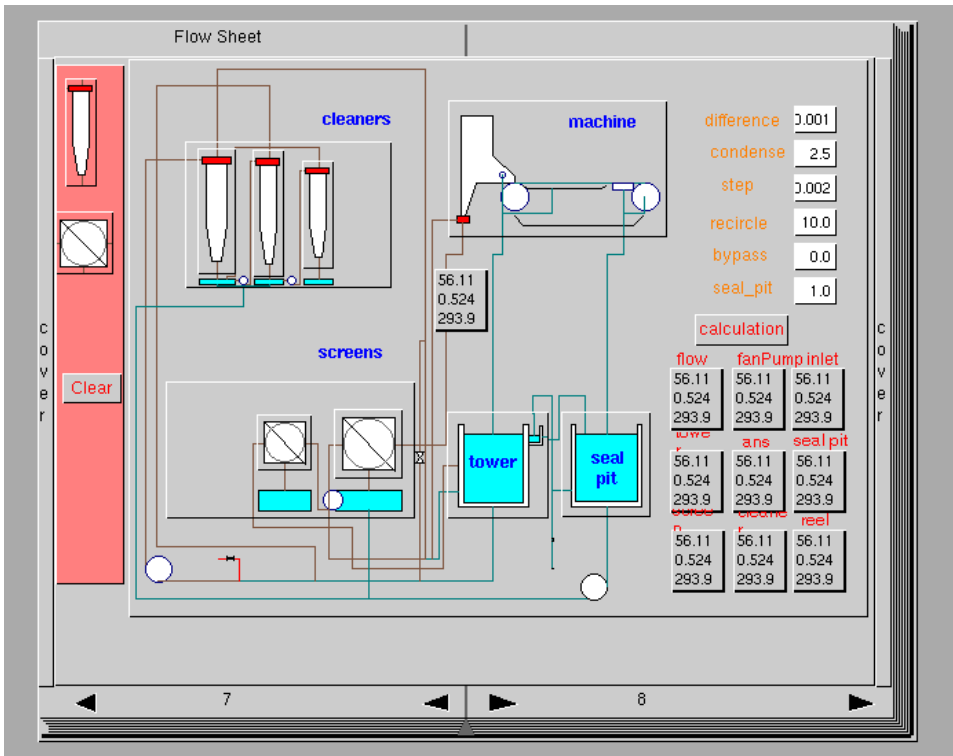 Flow Sheet
cleaners
machine
difference 0.001
condense 2.5
step 0.002
recircle 10.0
bypass 0.0
seal_pit 1.0
calculation
56.11
0.524
293.9
screens
cover
cover
Clear
flow fanPump inlet
56.11 56.11 56.11
0.524 0.524 0.524
293.9 293.9 293.9
ans seal pit
56.11 56.11 56.11
0.524 0.524 0.524
293.9 293.9 293.9
reel
56.11 56.11 56.11
0.524 0.524 0.524
293.9 293.9 293.9
tower
seal
pit
7
8